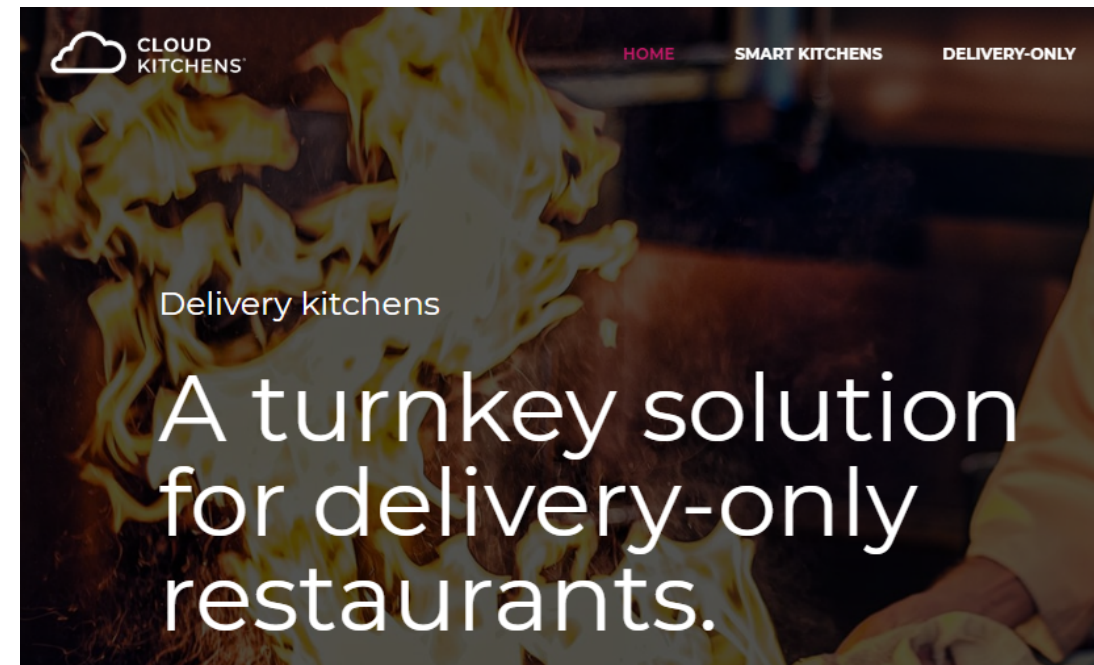 CLOUD
KITCHENS
HOME SMART KITCHENS DELIVERY-ONLY
Delivery kitchens
A turnkey solution
for delivery-only
restaurants.